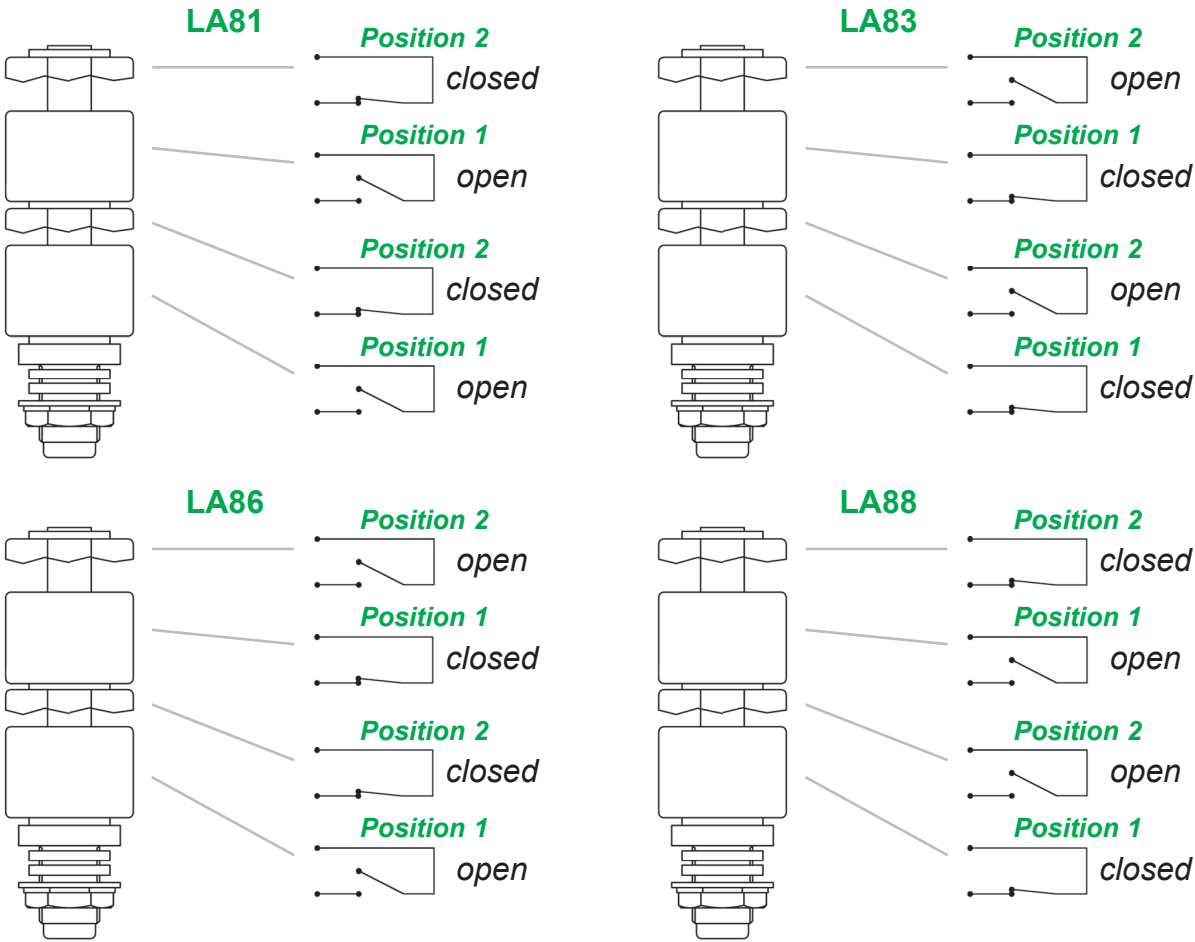 LA81
Position 2
closed
Position 1
open
Position 2
closed
Position 1
open
LA83
Position 2
open
Position 1
closed
Position 2
open
Position 1
closed
LA86
Position 2
open
Position 1
closed
Position 2
closed
Position 1
open
LA88
Position 2
closed
Position 1
open
Position 2
open
Position 1
closed